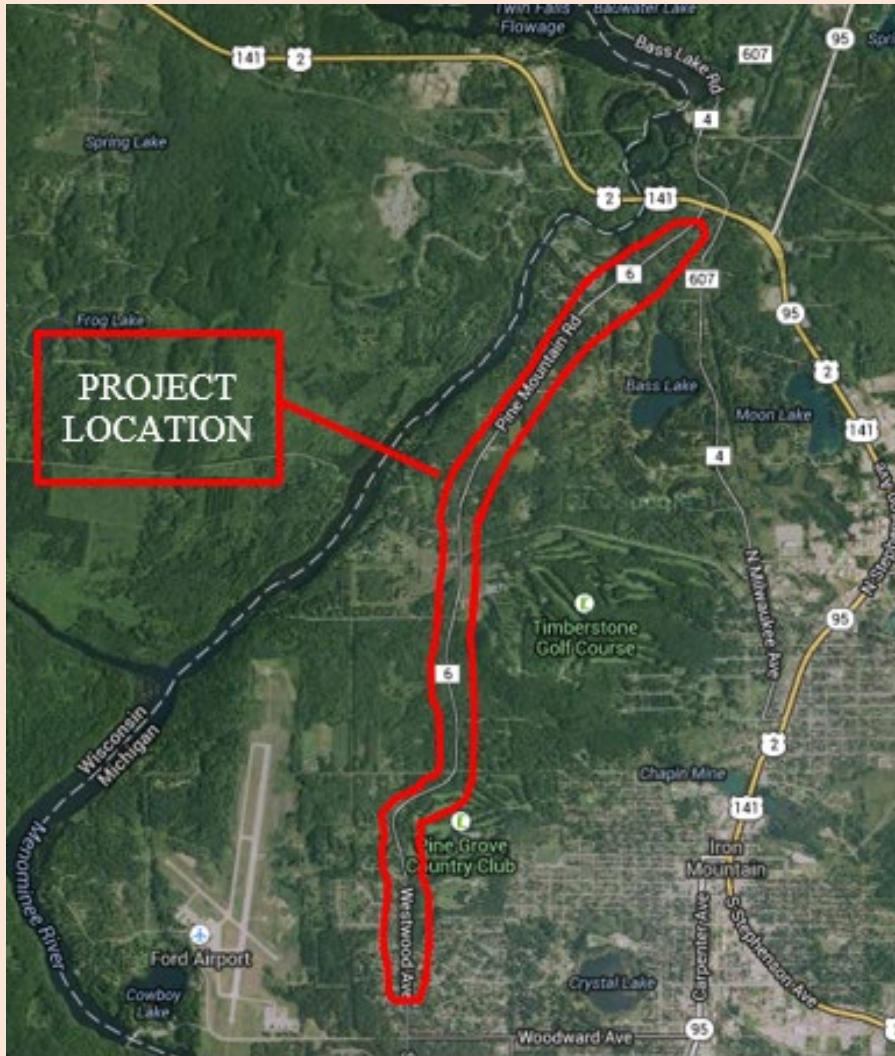 Twin Falls
Flowage
Badwater Lake
Bass Lake Rd
607
95
141
2
4
Spring Lake
2
141
6
607
Frog Lake
95
PROJECT
LOCATION
Pine Mountain Rd
Bass Lake
2
Moon Lake
141
4
N Milwaukee Ave
Timberstone
Golf Course
95
6
Wisconsin
Michigan
2
Chapin Mine
141
Pine Grove
Country Club
Iron
Mountain
Menominee River
Westwood Ave
Carpenter Ave
S Stephenson Ave
Ford Airport
Cowboy
Lake
Crystal Lake
Woodward Ave
95